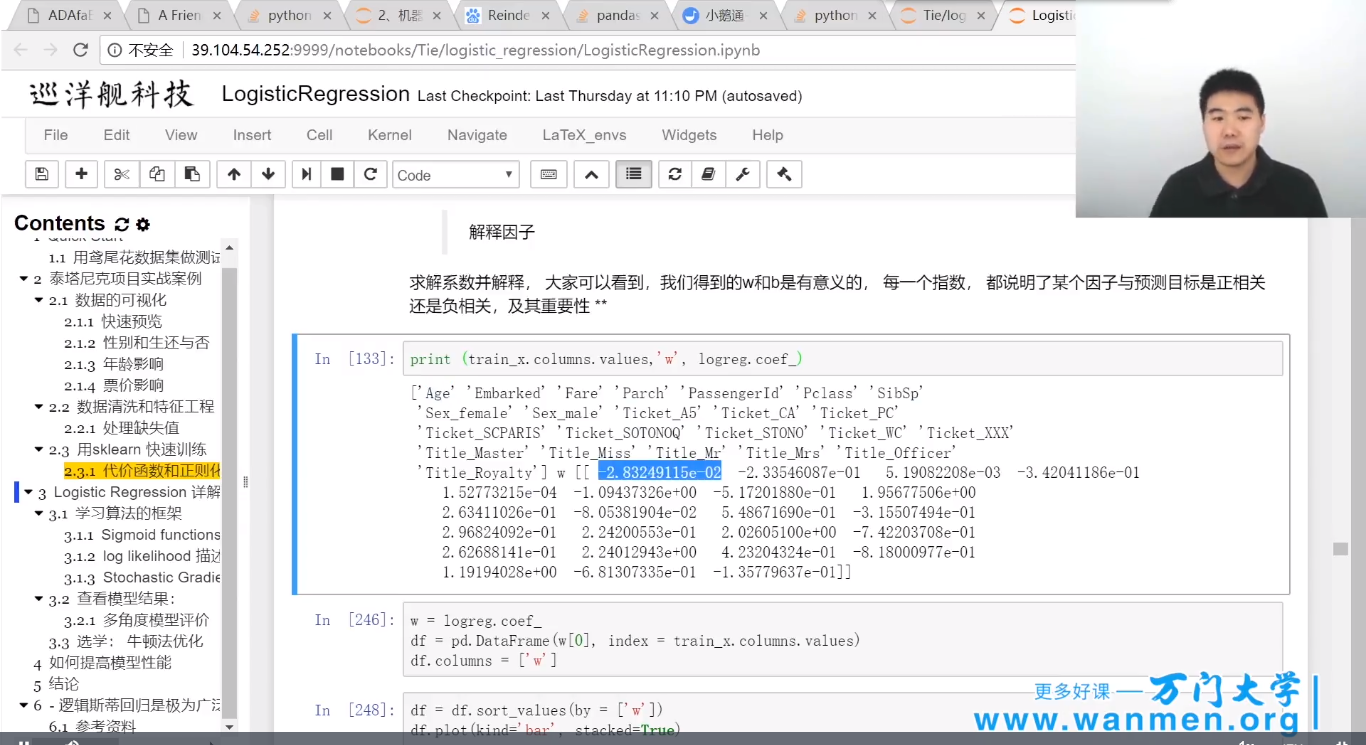 ADAfaE
A Frien
python
2、机器
Reinde
pandas
小鹅通
python
Tie/log
Logisti
不安全 39.104.54.252:9999/notebooks/Tie/logistic_regression/LogisticRegression.ipynb
巡洋舰科技 LogisticRegression Last Checkpoint: Last Thursday at 11:10 PM (autosaved)
File Edit View Insert Cell Kernel Navigate LaTeX_envs Widgets Help
Code
Contents
1 Quick Start
1.1 用鸢尾花数据集做测试
2 泰塔尼克项目实战案例
2.1 数据的可视化
2.1.1 快速预览
2.1.2 性别和生还与否
2.1.3 年龄影响
2.1.4 票价影响
2.2 数据清洗和特征工程
2.2.1 处理缺失值
2.3 用sklearn 快速训练
2.3.1 代价函数和正则化
3 Logistic Regression 详解
3.1 学习算法的框架
3.1.1 Sigmoid functions
3.1.2 log likelihood 描述
3.1.3 Stochastic Gradie
3.2 查看模型结果：
3.2.1 多角度模型评价
3.3 选学： 牛顿法优化
4 如何提高模型性能
5 结论
6 - 逻辑斯蒂回归是极为广泛
6.1 参考资料
解释因子
求解系数并解释， 大家可以看到，我们得到的w和b是有意义的， 每一个指数， 都说明了某个因子与预测目标是正相关
还是负相关，及其重要性 **
In [133]: print (train_x.columns.values,'w', logreg.coef_)
['Age' 'Embarked' 'Fare' 'Parch' 'PassengerId' 'Pclass' 'SibSp'
'Sex_female' 'Sex_male' 'Ticket_A5' 'Ticket_CA' 'Ticket_PC'
'Ticket_SCPARIS' 'Ticket_SOTONOQ' 'Ticket_STONO' 'Ticket_WC' 'Ticket_XXX'
'Title_Master' 'Title_Miss' 'Title_Mr' 'Title_Mrs' 'Title_Officer'
'Title_Royalty'] w [[ -2.83249115e-02 -2.33546087e-01 5.19082208e-03 -3.42041186e-01
1.52773215e-04 -1.09437326e+00 -5.17201880e-01 1.95677506e+00
2.63411026e-01 -8.05381904e-02 5.48671690e-01 -3.15507494e-01
2.96824092e-01 2.24200553e-01 2.02605100e+00 -7.42203708e-01
2.62688141e-01 2.24012943e+00 4.23204324e-01 -8.18000977e-01
1.19194028e+00 -6.81307335e-01 -1.35779637e-01]]
In [246]: w = logreg.coef_
df = pd.DataFrame(w[0], index = train_x.columns.values)
df.columns = ['w']
In [248]: df = df.sort_values(by = ['w'])
df.plot(kind='bar', stacked=True)
更多好课 — 万门大学
www.wanmen.org